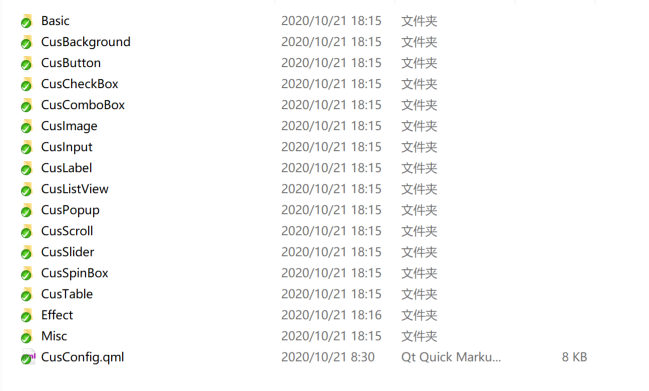 Basic 2020/10/21 18:15 文件夹
CusBackground 2020/10/21 18:15 文件夹
CusButton 2020/10/21 18:15 文件夹
CusCheckBox 2020/10/21 18:15 文件夹
CusComboBox 2020/10/21 18:15 文件夹
CusImage 2020/10/21 18:15 文件夹
CusInput 2020/10/21 18:15 文件夹
CusLabel 2020/10/21 18:15 文件夹
CusListView 2020/10/21 18:15 文件夹
CusPopup 2020/10/21 18:15 文件夹
CusScroll 2020/10/21 18:15 文件夹
CusSlider 2020/10/21 18:15 文件夹
CusSpinBox 2020/10/21 18:15 文件夹
CusTable 2020/10/21 18:15 文件夹
Effect 2020/10/21 18:16 文件夹
Misc 2020/10/21 18:15 文件夹
CusConfig.qml 2020/10/21 8:30 Qt Quick Marku... 8 KB